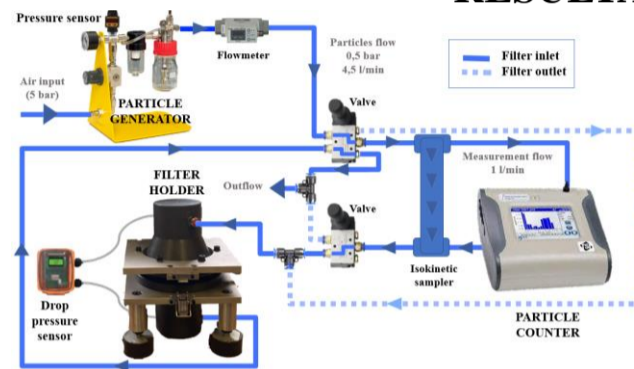 Pressure sensor
Air input
(5 bar)
PARTICLE
GENERATOR
Flowmeter
Particles flow
0,5 bar
4,5 l/min
Filter inlet
Filter outlet
Valve
Measurement flow
1 l/min
FILTER
HOLDER
Outflow
Valve
Isokinetic
sampler
Drop
pressure
sensor
PARTICLE
COUNTER